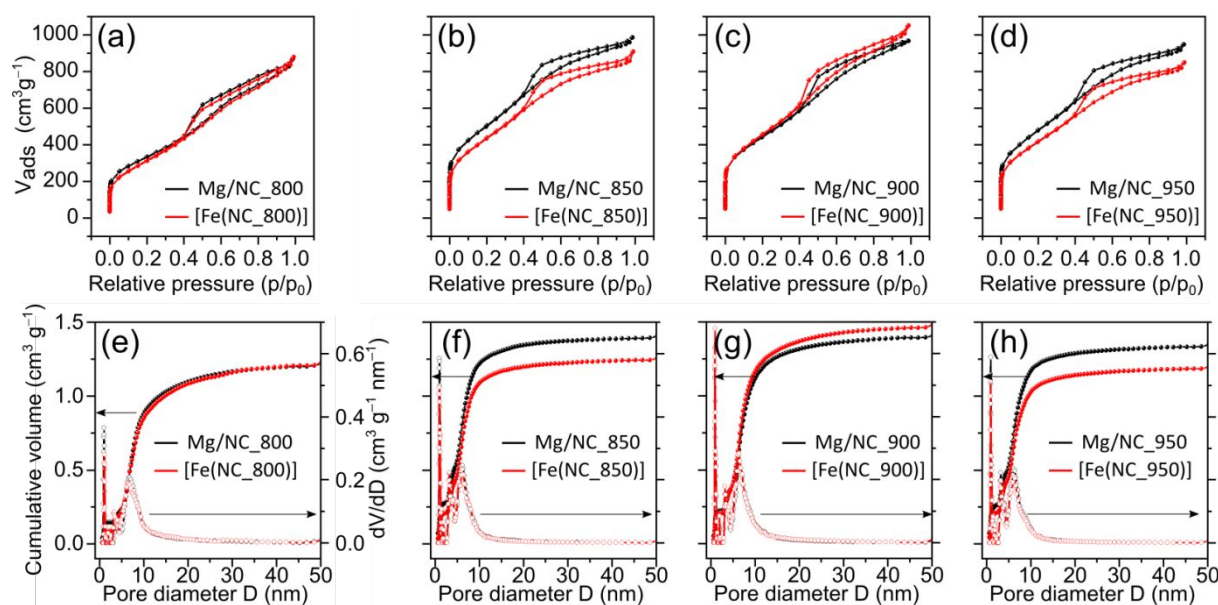 (a)
(b)
(c)
(d)
Vads (cm³g⁻¹)
1000
800
600
400
200
0
Mg/NC_800
[Fe(NC_800)]
Mg/NC_850
[Fe(NC_850)]
Mg/NC_900
[Fe(NC_900)]
Mg/NC_950
[Fe(NC_950)]
0.0 0.2 0.4 0.6 0.8 1.0
0.0 0.2 0.4 0.6 0.8 1.0
0.0 0.2 0.4 0.6 0.8 1.0
0.0 0.2 0.4 0.6 0.8 1.0
Relative pressure (p/p₀)
Relative pressure (p/p₀)
Relative pressure (p/p₀)
Relative pressure (p/p₀)
(e)
(f)
(g)
(h)
Cumulative volume (cm³ g⁻¹)
1.5
1.0
0.5
0.0
0.6
0.4
0.2
0.0
dV/dD (cm³ g⁻¹ nm⁻¹)
Mg/NC_800
[Fe(NC_800)]
Mg/NC_850
[Fe(NC_850)]
Mg/NC_900
[Fe(NC_900)]
Mg/NC_950
[Fe(NC_950)]
0 10 20 30 40 50
0 10 20 30 40 50
0 10 20 30 40 50
0 10 20 30 40 50
Pore diameter D (nm)
Pore diameter D (nm)
Pore diameter D (nm)
Pore diameter D (nm)